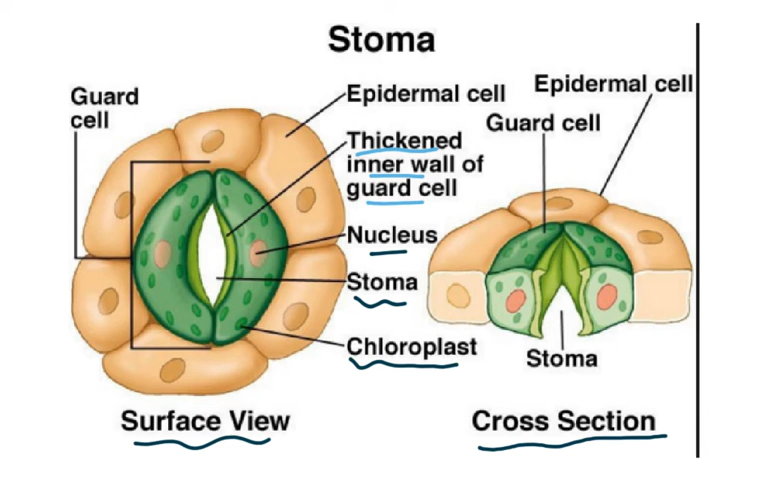 Stoma
Guard
cell
Epidermal cell
Thickened
inner wall of
guard cell
Nucleus
Stoma
Chloroplast
Surface View
Epidermal cell
Guard cell
Stoma
Cross Section